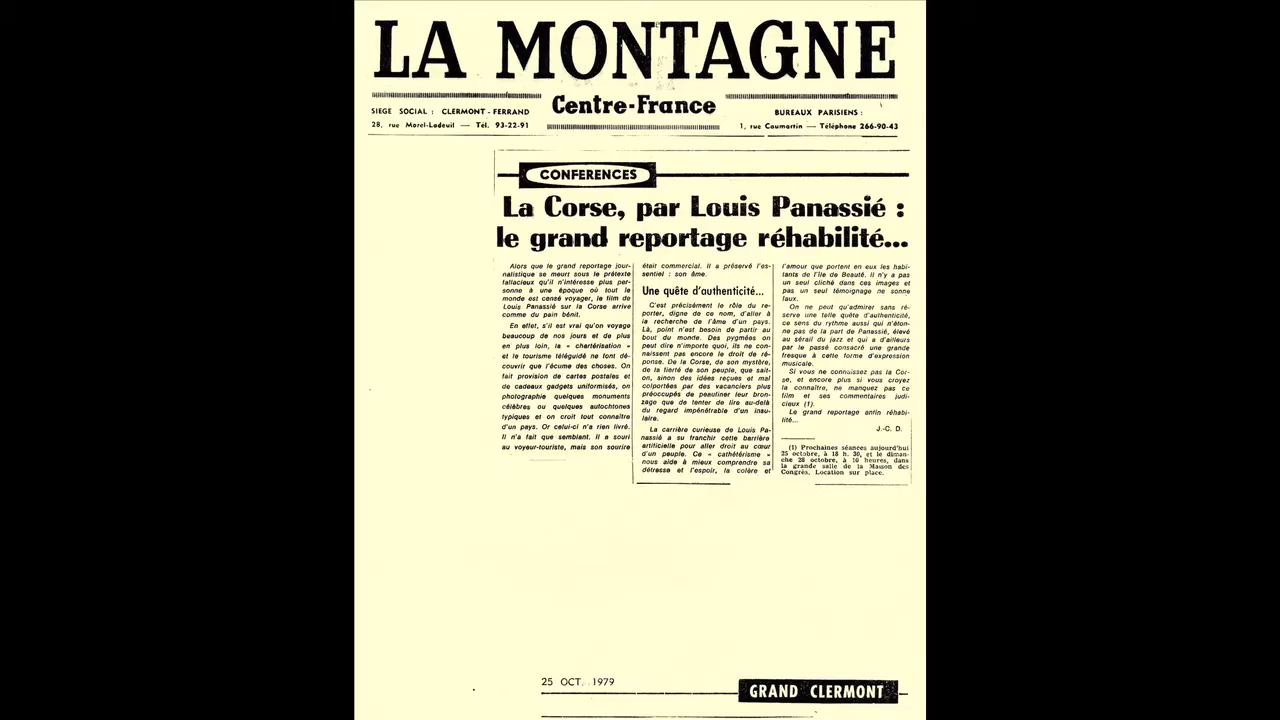 LA MONTAGNE
Centre-France
SIEGE SOCIAL : CLERMONT-FERRAND
28, rue Morel-Ladeuil — Tél. 93-22-91
BUREAUX PARISIENS :
1, rue Caumartin — Téléphone 266-90-43
CONFERENCES
La Corse, par Louis Panassié :
le grand reportage réhabilité...
Alors que le grand reportage jour-
nalistique se meurt sous le prétexte
fallacieux qu'il n'intéresse plus per-
sonne à une époque où tout le
monde est censé voyager, le film de
Louis Panassié sur la Corse arrive
comme du pain bénit.
En effet, s'il est vrai qu'on voyage
beaucoup de nos jours et de plus
en plus loin, la « chartérisation »
et le tourisme téléguidé ne font dé-
couvrir que l'écume des choses. On
fait provision de cartes postales et
de cadeaux gadgets uniformisés, on
photographie quelques monuments
célèbres ou quelques autochtones
typiques et on croit tout connaître
d'un pays. Or celui-ci n'a rien livré.
Il n'a fait que semblant. Il a souri
au voyeur-touriste, mais son sourire
était commercial. Il a préservé l'es-
sentiel : son âme.
Une quête d'authenticité...
C'est précisément le rôle du re-
porter, digne de ce nom, d'aller à
la recherche de l'âme d'un pays.
Là, point n'est besoin de partir au
bout du monde. Des pygmées on
peut dire n'importe quoi, ils ne con-
naissent pas encore le droit de ré-
ponse. De la Corse, de son mystère,
de la fierté de son peuple, que sait-
on, sinon des idées reçues et mal
colportées par des vacanciers plus
préoccupés de peaufiner leur bron-
zage que de tenter de lire au-delà
du regard impénétrable d'un insu-
laire.
La carrière curieuse de Louis Pa-
nassié a su franchir cette barrière
artificielle pour aller droit au cœur
d'un peuple. Ce « cathétérisme »
nous aide à mieux comprendre sa
détresse et l'espoir, la colère et
l'amour que portent en eux les habi-
tants de l'île de Beauté. Il n'y a pas
un seul cliché dans ces images et
pas un seul témoignage ne sonne
faux.
On ne peut qu'admirer sans ré-
serve une telle quête d'authenticité,
ce sens du rythme aussi qui n'éton-
ne pas de la part de Panassié, élevé
au sérail du jazz et qui a d'ailleurs
par le passé consacré une grande
fresque à cette forme d'expression
musicale.
Si vous ne connaissez pas la Cor-
se, et encore plus si vous croyez
la connaître, ne manquez pas ce
film et ses commentaires judi-
cieux (1).
Le grand reportage enfin réhabi-
lité...
J.-C. D.
(1) Prochaines séances aujourd'hui
25 octobre, à 18 h. 30, et le diman-
che 28 octobre, à 10 heures, dans
la grande salle de la Maison des
Congrès. Location sur place.
25 OCT. 1979
GRAND CLERMONT